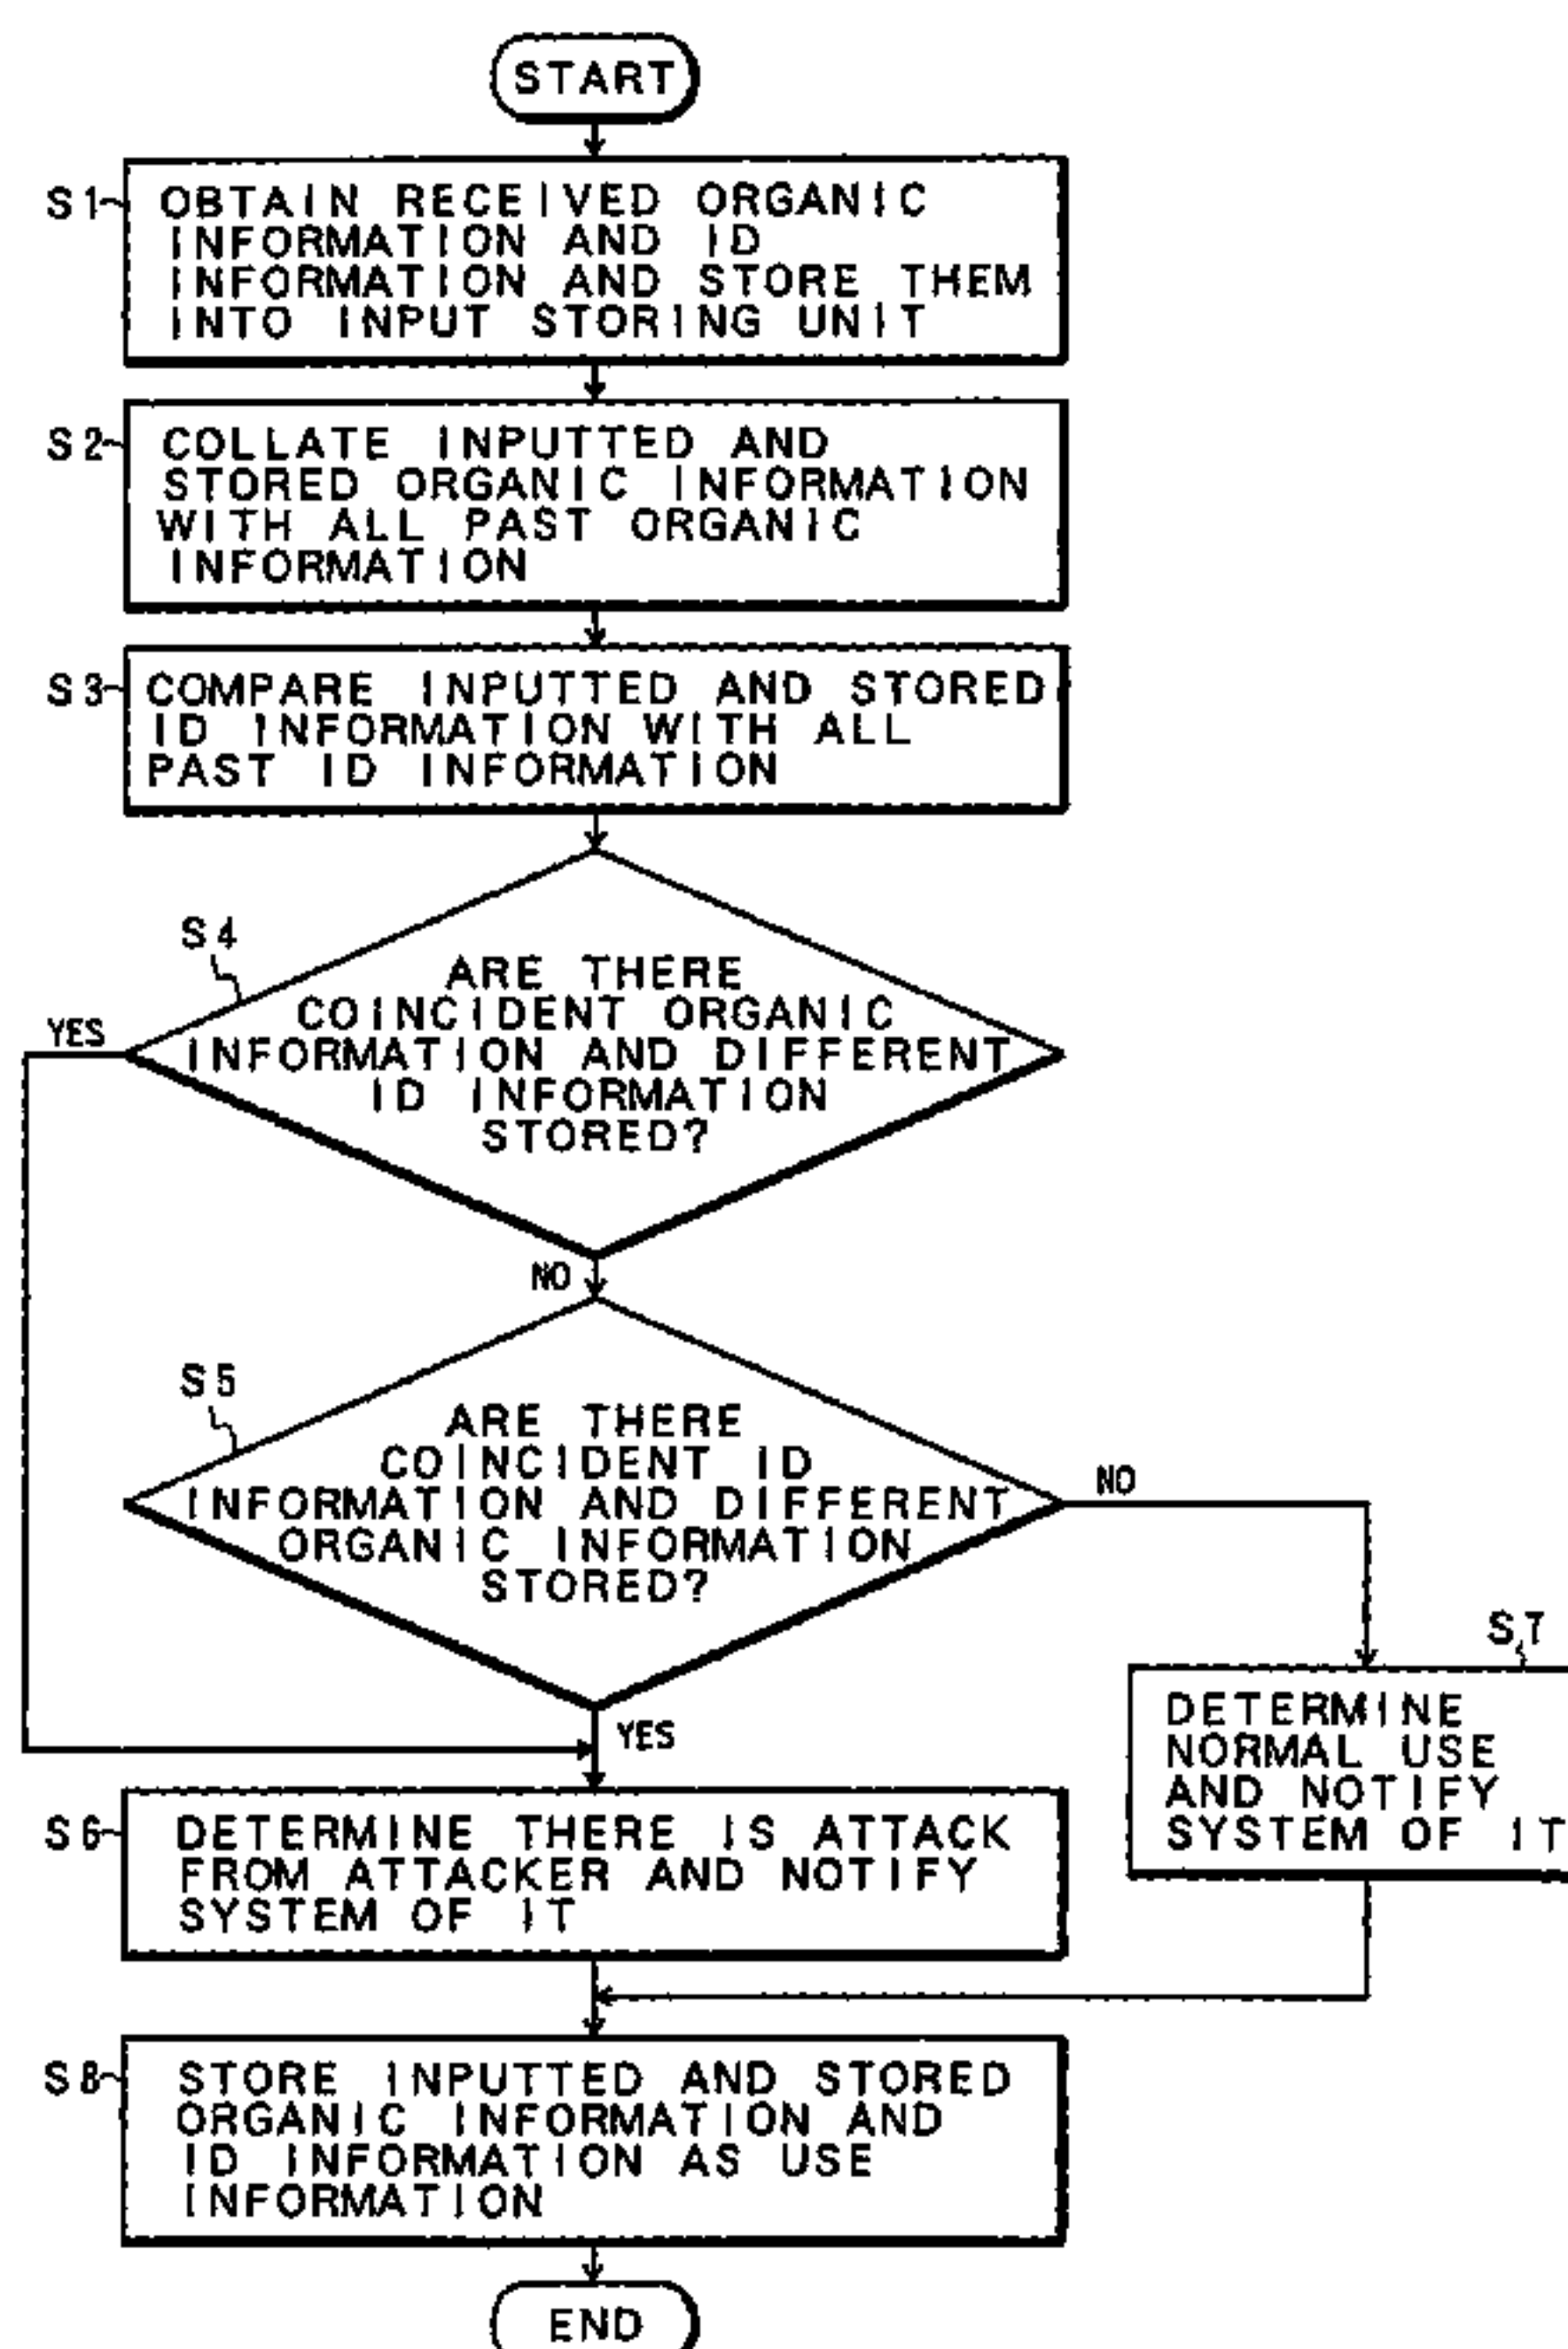 START
S1
OBTAIN RECEIVED ORGANIC
INFORMATION AND ID
INFORMATION AND STORE THEM
INTO INPUT STORING UNIT
S2
COLLATE INPUTTED AND
STORED ORGANIC INFORMATION
WITH ALL PAST ORGANIC
INFORMATION
S3
COMPARE INPUTTED AND STORED
ID INFORMATION WITH ALL
PAST ID INFORMATION
S4
ARE THERE
COINCIDENT ORGANIC
INFORMATION AND DIFFERENT
ID INFORMATION
STORED?
YES
NO
S5
ARE THERE
COINCIDENT ID
INFORMATION AND DIFFERENT
ORGANIC INFORMATION
STORED?
NO
YES
S7
DETERMINE
NORMAL USE
AND NOTIFY
SYSTEM OF IT
S6
DETERMINE THERE IS ATTACK
FROM ATTACKER AND NOTIFY
SYSTEM OF IT
S8
STORE INPUTTED AND STORED
ORGANIC INFORMATION AND
ID INFORMATION AS USE
INFORMATION
END